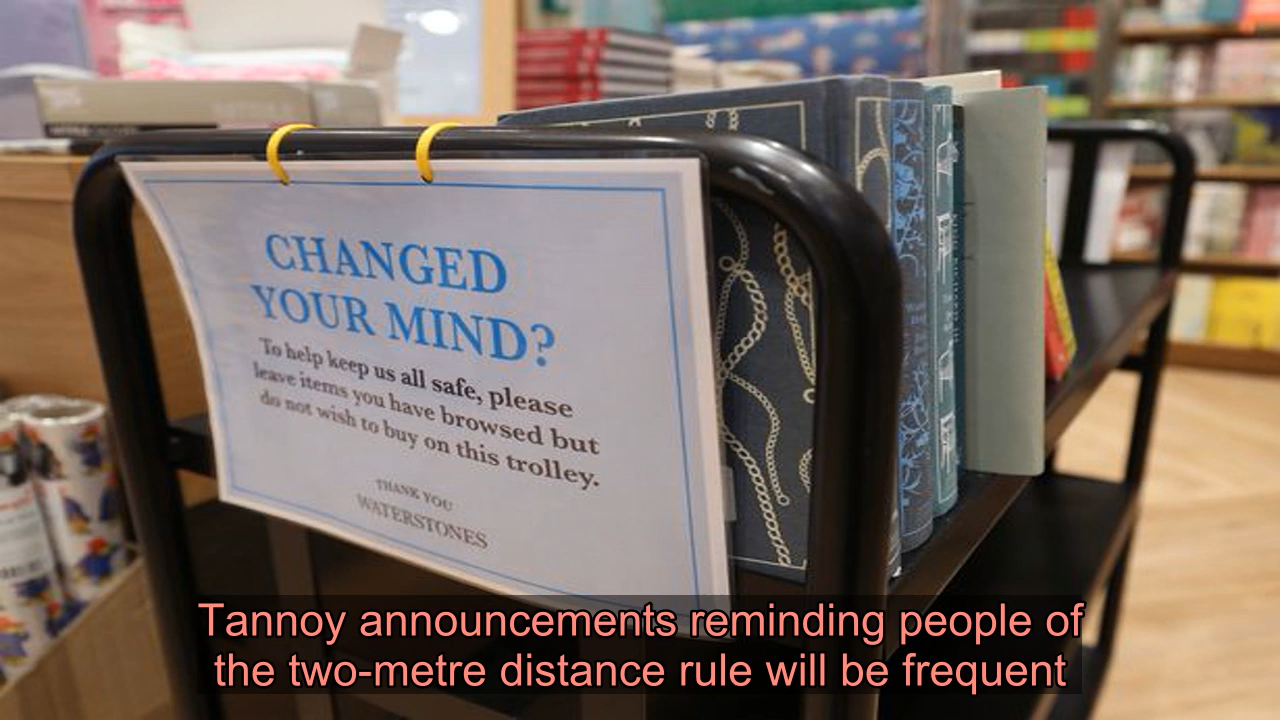 CHANGED
YOUR MIND?
To help keep us all safe, please
leave items you have browsed but
do not wish to buy on this trolley.
THANK YOU
WATERSTONES
Tannoy announcements reminding people of
the two-metre distance rule will be frequent